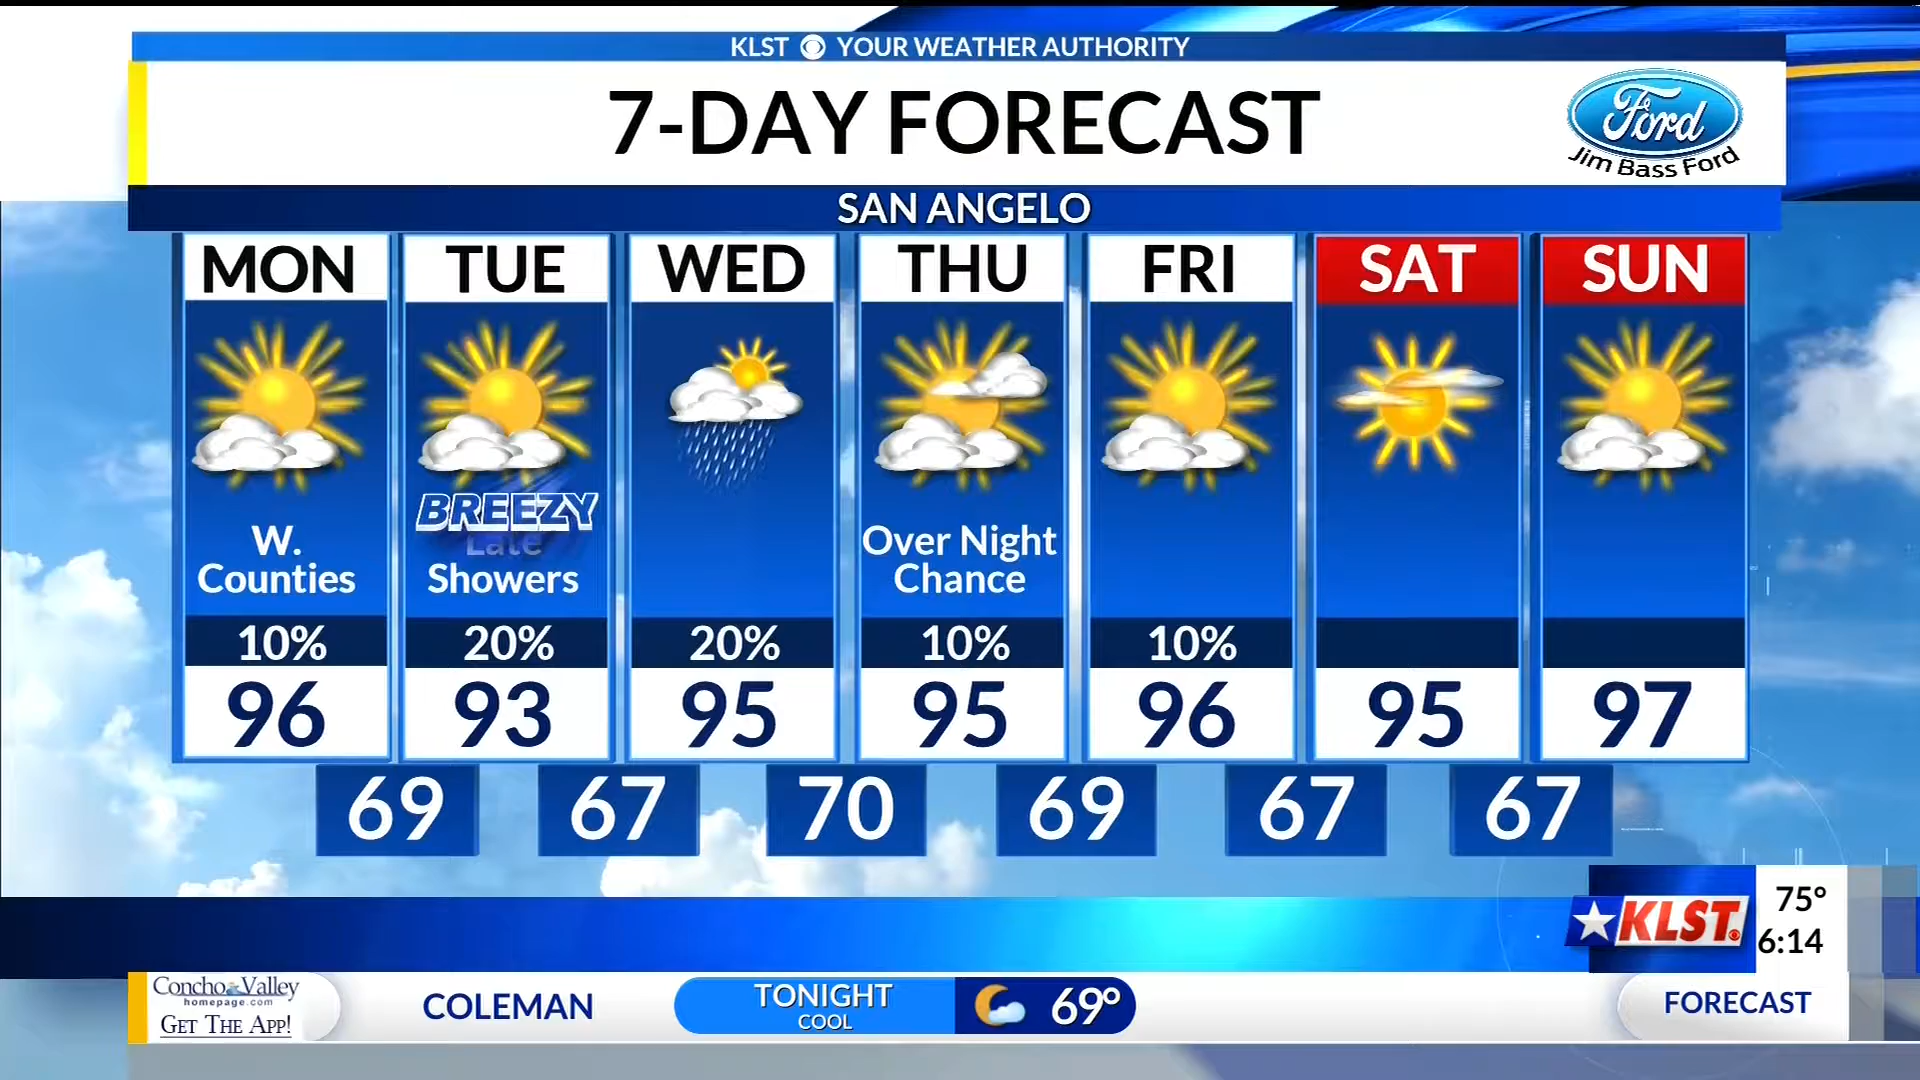 KLST YOUR WEATHER AUTHORITY
7-DAY FORECAST
Ford
Jim Bass Ford
SAN ANGELO
MON TUE WED THU FRI SAT SUN
BREEZY
W. Counties
Late Showers
Over Night Chance
10% 20% 20% 10% 10%
96 93 95 95 96 95 97
69 67 70 69 67 67
KLST
75°
6:14
Concho Valley
homepage.com
GET THE APP!
COLEMAN
TONIGHT
COOL
69°
FORECAST